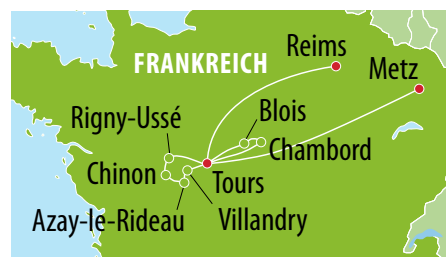 Reims
FRANKREICH
Metz
Rigny-Ussé
Blois
Chambord
Chinon
Tours
Azay-le-Rideau
Villandry